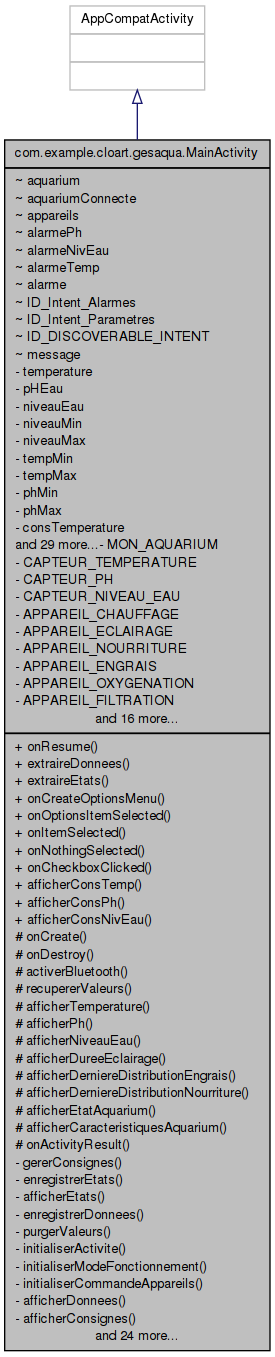 AppCompatActivity
com.example.cloart.gesaqua.MainActivity
~ aquarium
~ aquariumConnecte
~ appareils
~ alarmePh
~ alarmeNivEau
~ alarmeTemp
~ alarme
~ ID_Intent_Alarmes
~ ID_Intent_Parametres
~ ID_DISCOVERABLE_INTENT
~ message
- temperature
- pHEau
- niveauEau
- niveauMin
- niveauMax
- tempMin
- tempMax
- phMin
- phMax
- consTemperature
and 29 more...- MON_AQUARIUM
- CAPTEUR_TEMPERATURE
- CAPTEUR_PH
- CAPTEUR_NIVEAU_EAU
- APPAREIL_CHAUFFAGE
- APPAREIL_ECLAIRAGE
- APPAREIL_NOURRITURE
- APPAREIL_ENGRAIS
- APPAREIL_OXYGENATION
- APPAREIL_FILTRATION
and 16 more...
+ onResume()
+ extraireDonnees()
+ extraireEtats()
+ onCreateOptionsMenu()
+ onOptionsItemSelected()
+ onItemSelected()
+ onNothingSelected()
+ onCheckboxClicked()
+ afficherConsTemp()
+ afficherConsPh()
+ afficherConsNivEau()
# onCreate()
# onDestroy()
# activerBluetooth()
# recupererValeurs()
# afficherTemperature()
# afficherPh()
# afficherNiveauEau()
# afficherDureeEclairage()
# afficherDerniereDistributionEngrais()
# afficherDerniereDistributionNourriture()
# afficherEtatAquarium()
# afficherCaracteristiquesAquarium()
# onActivityResult()
- gererConsignes()
- enregistrerEtats()
- afficherEtats()
- enregistrerDonnees()
- purgerValeurs()
- initialiserActivite()
- initialiserModeFonctionnement()
- initialiserCommandeAppareils()
- afficherDonnees()
- afficherConsignes()
and 24 more...